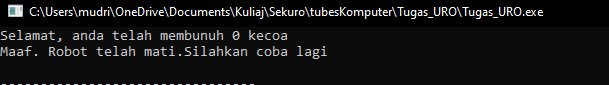 C:\Users\mudri\OneDrive\Documents\Kuliaj\Sekuro\tubesKomputer\Tugas_URO\Tugas_URO.exe
Selamat, anda telah membunuh 0 kecoa
Maaf. Robot telah mati.Silahkan coba lagi
--------------------------------